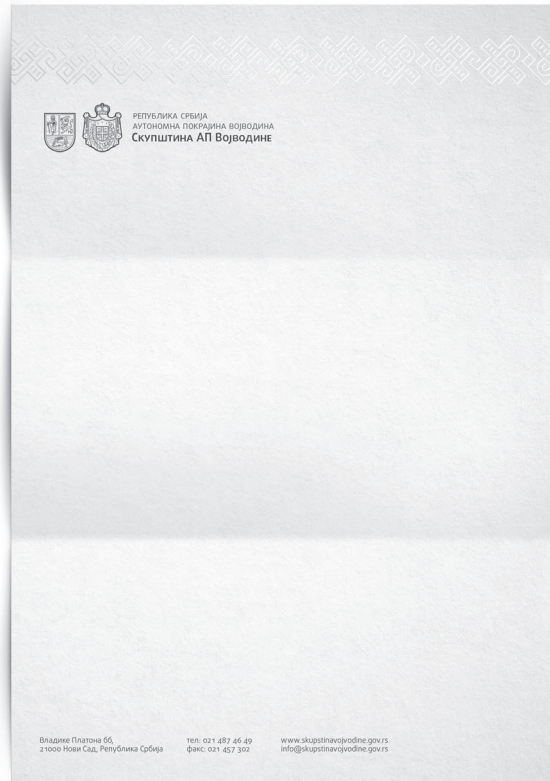 РЕПУБЛИКА СРБИЈА
АУТОНОМНА ПОКРАЈИНА ВОЈВОДИНА
Скупштина АП Војводине
Владике Платона бб,
21000 Нови Сад, Република Србија
тел: 021 487 46 49
факс: 021 457 302
www.skupstinavojvodine.gov.rs
info@skupstinavojvodine.gov.rs